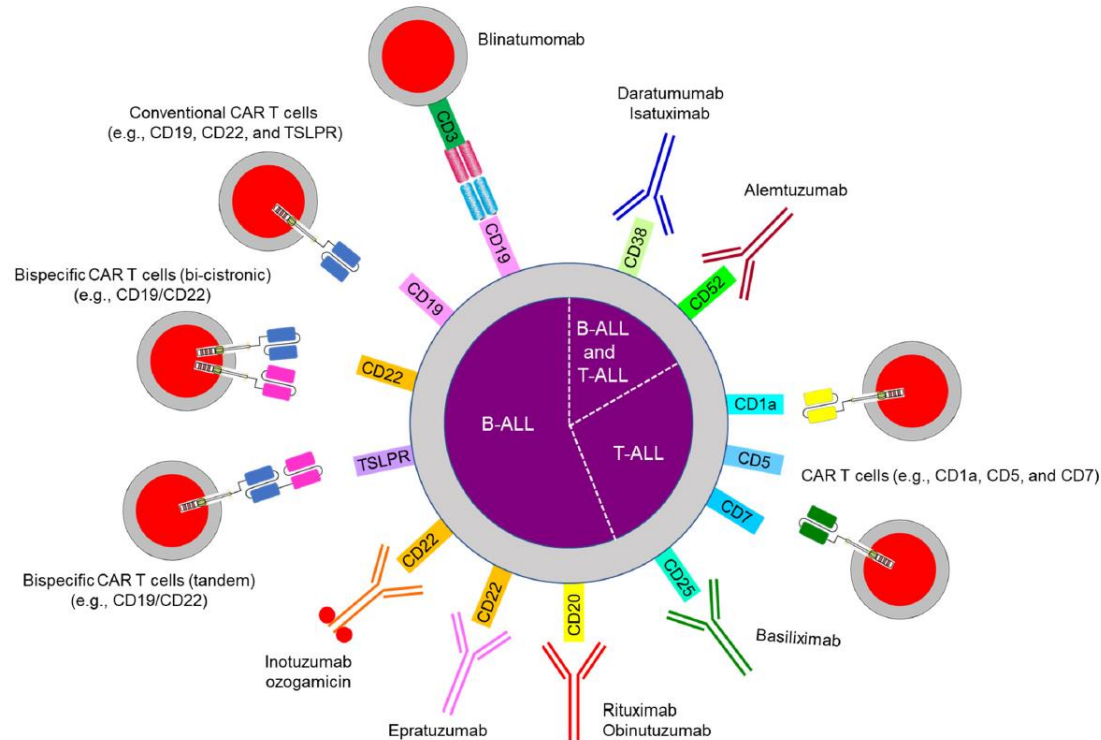 Blinatumomab
Conventional CAR T cells
(e.g., CD19, CD22, and TSLPR)
CD3
Daratumumab
Isatuximab
Alemtuzumab
CD19
CD38
CD52
Bispecific CAR T cells (bi-cistronic)
(e.g., CD19/CD22)
CD19
CD22
B-ALL
and
T-ALL
B-ALL
T-ALL
CD1a
CD5
CD7
CAR T cells (e.g., CD1a, CD5, and CD7)
TSLPR
Bispecific CAR T cells (tandem)
(e.g., CD19/CD22)
CD22
CD22
CD20
CD25
Inotuzumab
ozogamicin
Epratuzumab
Rituximab
Obinutuzumab
Basiliximab